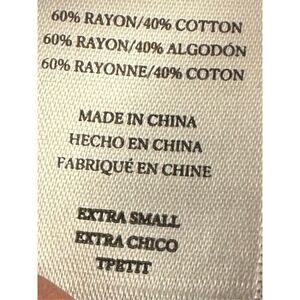 60% RAYON/40% COTTON
60% RAYON/40% ALGODÓN
60% RAYONNE/40% COTON
MADE IN CHINA
HECHO EN CHINA
FABRIQUÉ EN CHINE
EXTRA SMALL
EXTRA CHICO
TPETIT